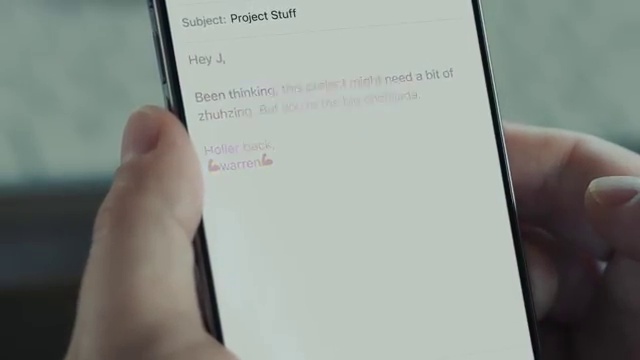 Subject: Project Stuff
Hey J,
Been thinking, this project might need a bit of
zhuhzing. But you're the big enchilada.
Holler back,
💪warren💪